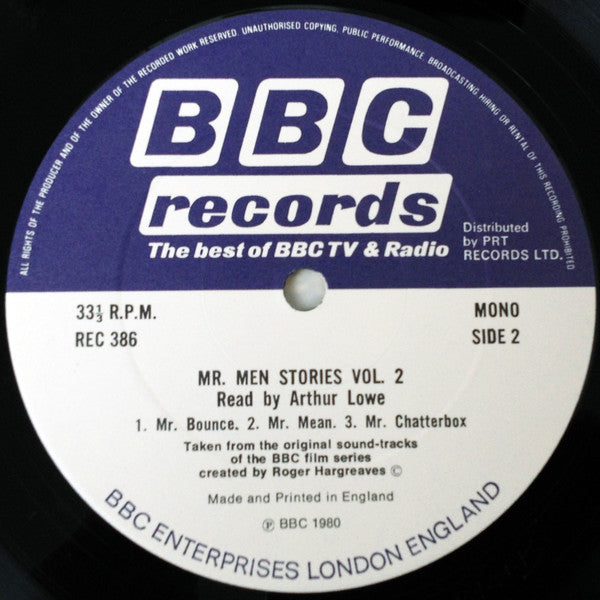 ALL RIGHTS OF THE PRODUCER AND OF THE OWNER OF THE RECORDED WORK RESERVED. UNAUTHORISED COPYING, PUBLIC PERFORMANCE, BROADCASTING HIRING OR RENTAL OF THIS RECORDING PROHIBITED
BBC
records
The best of BBC TV & Radio
Distributed
by PRT
RECORDS LTD.
33⅓ R.P.M.
REC 386
MONO
SIDE 2
MR. MEN STORIES VOL. 2
Read by Arthur Lowe
1. Mr. Bounce. 2. Mr. Mean. 3. Mr. Chatterbox
Taken from the original sound-tracks
of the BBC film series
created by Roger Hargreaves ©
Made and Printed in England
℗ BBC 1980
BBC ENTERPRISES LONDON ENGLAND